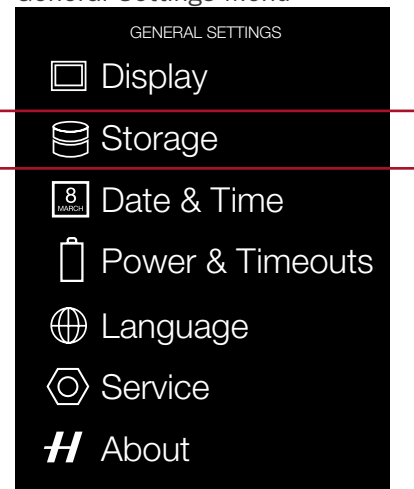 General Settings Menu
GENERAL SETTINGS
Display
Storage
8
MARCH
Date & Time
Power & Timeouts
Language
Service
H About